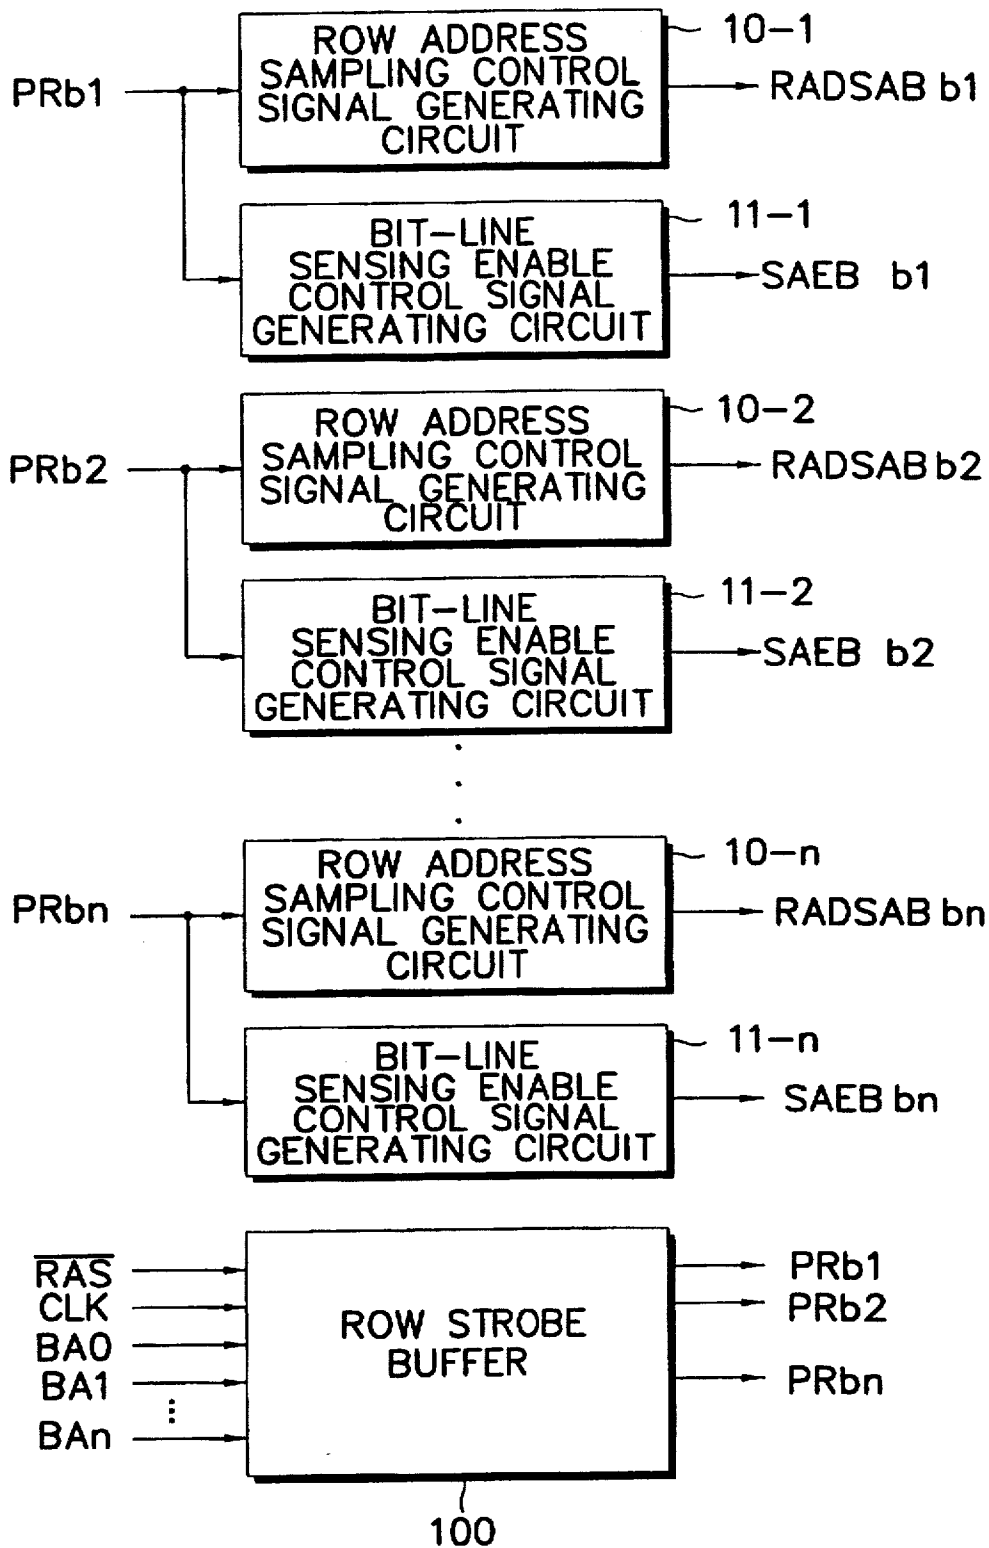 10-1
PRb1
ROW ADDRESS
SAMPLING CONTROL
SIGNAL GENERATING
CIRCUIT
RADSAB b1
11-1
BIT-LINE
SENSING ENABLE
CONTROL SIGNAL
GENERATING CIRCUIT
SAEB b1
10-2
PRb2
ROW ADDRESS
SAMPLING CONTROL
SIGNAL GENERATING
CIRCUIT
RADSAB b2
11-2
BIT-LINE
SENSING ENABLE
CONTROL SIGNAL
GENERATING CIRCUIT
SAEB b2
10-n
PRbn
ROW ADDRESS
SAMPLING CONTROL
SIGNAL GENERATING
CIRCUIT
RADSAB bn
11-n
BIT-LINE
SENSING ENABLE
CONTROL SIGNAL
GENERATING CIRCUIT
SAEB bn
R̅A̅S̅
CLK
BA0
BA1
BAn
ROW STROBE
BUFFER
PRb1
PRb2
PRbn
100